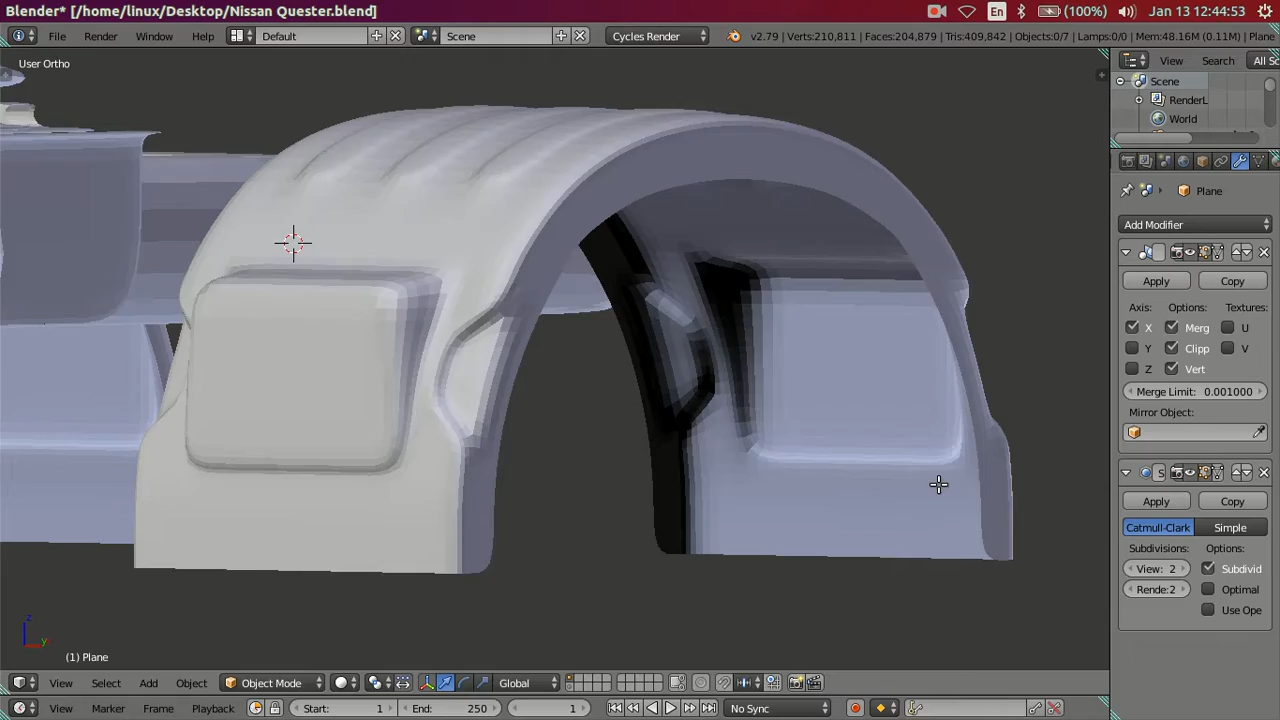 Blender* [/home/linux/Desktop/Nissan Quester.blend]
En
(100%)
Jan 13 12:44:53
File
Render
Window
Help
Default
Scene
Cycles Render
v2.79 | Verts:210,811 | Faces:204,879 | Tris:409,842 | Objects:0/7 | Lamps:0/0 | Mem:48.16M (0.11M) | Plane
User Ortho
View
Search
All Sc
Scene
RenderL
World
Plane
Add Modifier
Apply
Copy
Axis:
Options:
Textures:
X
Merg
U
Y
Clipp
V
Z
Vert
Merge Limit: 0.001000
Mirror Object:
S
Apply
Copy
Catmull-Clark
Simple
Subdivisions:
Options:
View: 2
Subdivid
Rende:2
Optimal
Use Ope
z
y
(1) Plane
View
Select
Add
Object
Object Mode
Global
View
Marker
Frame
Playback
Start: 1
End: 250
1
No Sync